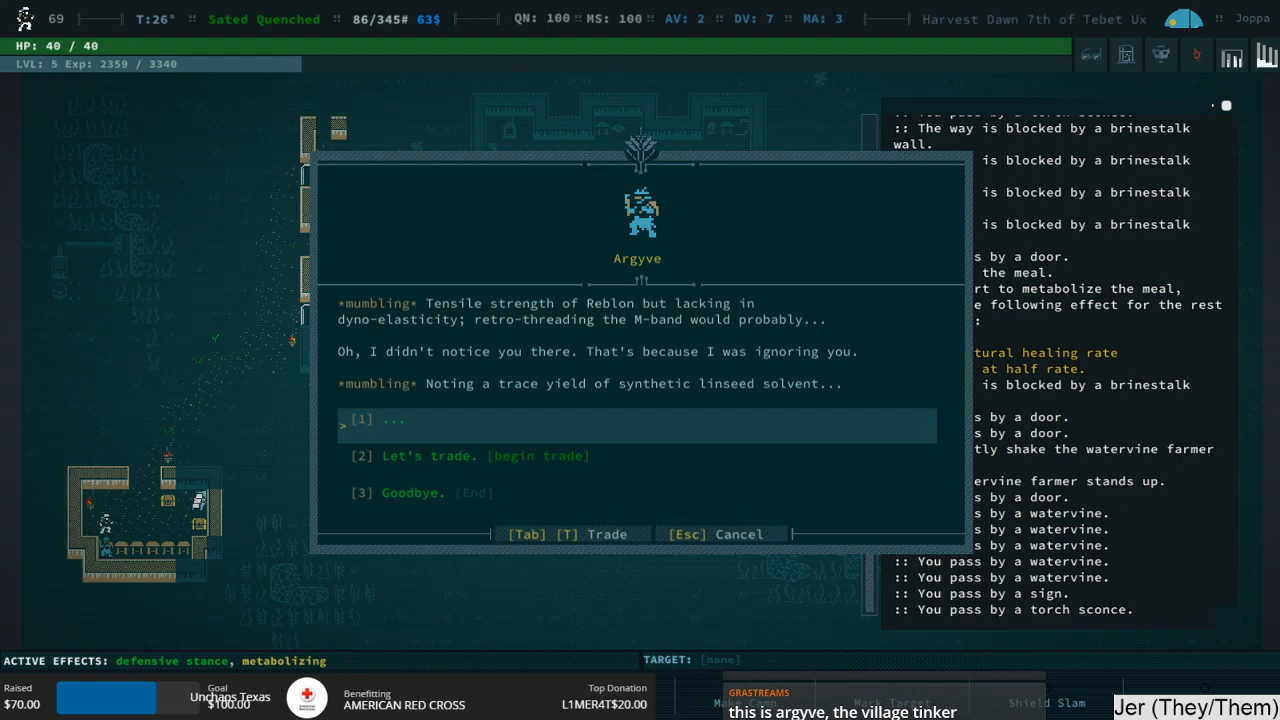 69 T:26° :: Sated Quenched :: 86/345# 63$ QN: 100 :: MS: 100 :: AV: 2 :: DV: 7 :: MA: 3 Harvest Dawn 7th of Tebet Ux :: Joppa
HP: 40 / 40
LVL: 5 Exp: 2359 / 3340
:: The way is blocked by a brinestalk
wall.
is blocked by a brinestalk
is blocked by a brinestalk
is blocked by a brinestalk
s by a door.
the meal.
rt to metabolize the meal,
e following effect for the rest
:
tural healing rate
at half rate.
is blocked by a brinestalk
s by a door.
s by a door.
tly shake the watervine farmer
ervine farmer stands up.
s by a door.
s by a watervine.
s by a watervine.
s by a watervine.
:: You pass by a watervine.
:: You pass by a watervine.
:: You pass by a sign.
:: You pass by a torch sconce.
Argyve
*mumbling* Tensile strength of Reblon but lacking in
dyno-elasticity; retro-threading the M-band would probably...
Oh, I didn't notice you there. That's because I was ignoring you.
*mumbling* Noting a trace yield of synthetic linseed solvent...
> [1] ...
[2] Let's trade. [begin trade]
[3] Goodbye. [End]
[Tab] [T] Trade [Esc] Cancel
ACTIVE EFFECTS: defensive stance, metabolizing
TARGET: [none]
Raised
$70.00
Goal
Unchaos Texas
Benefitting
AMERICAN RED CROSS
Top Donation
L1MER4T$20.00
GRASTREAMS
this is argyve, the village tinker
Make Camp
Mark Target
Shield Slam
Jer (They/Them)